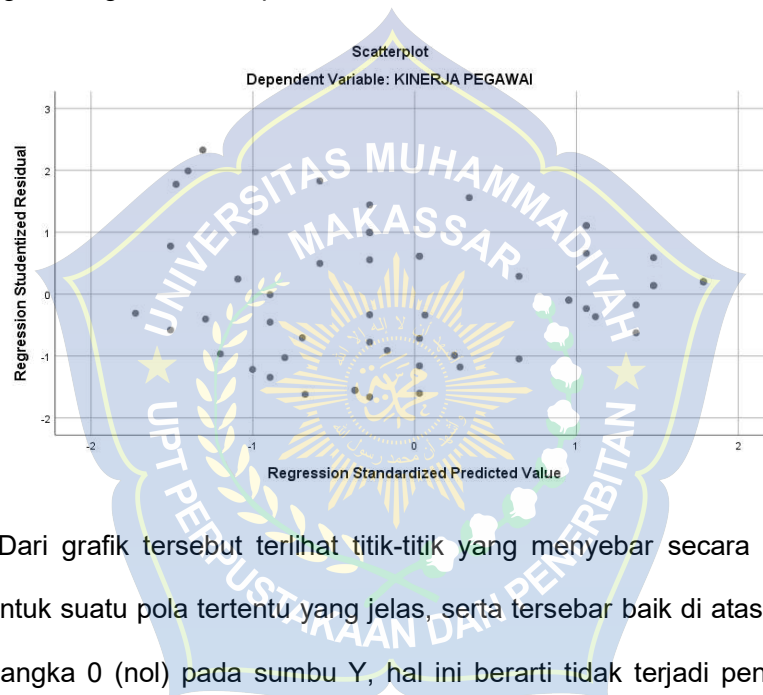 Scatterplot
Dependent Variable: KINERJA PEGAWAI
Regression Studentized Residual
3
2
1
0
-1
-2
-2
-1
0
1
2
Regression Standardized Predicted Value
UNIVERSITAS MUHAMMADIYAH
MAKASSAR
UPT PERPUSTAKAAN DAN PENERBITAN
Dari grafik tersebut terlihat titik-titik yang menyebar secara
ntuk suatu pola tertentu yang jelas, serta tersebar baik di atas
angka 0 (nol) pada sumbu Y, hal ini berarti tidak terjadi pen